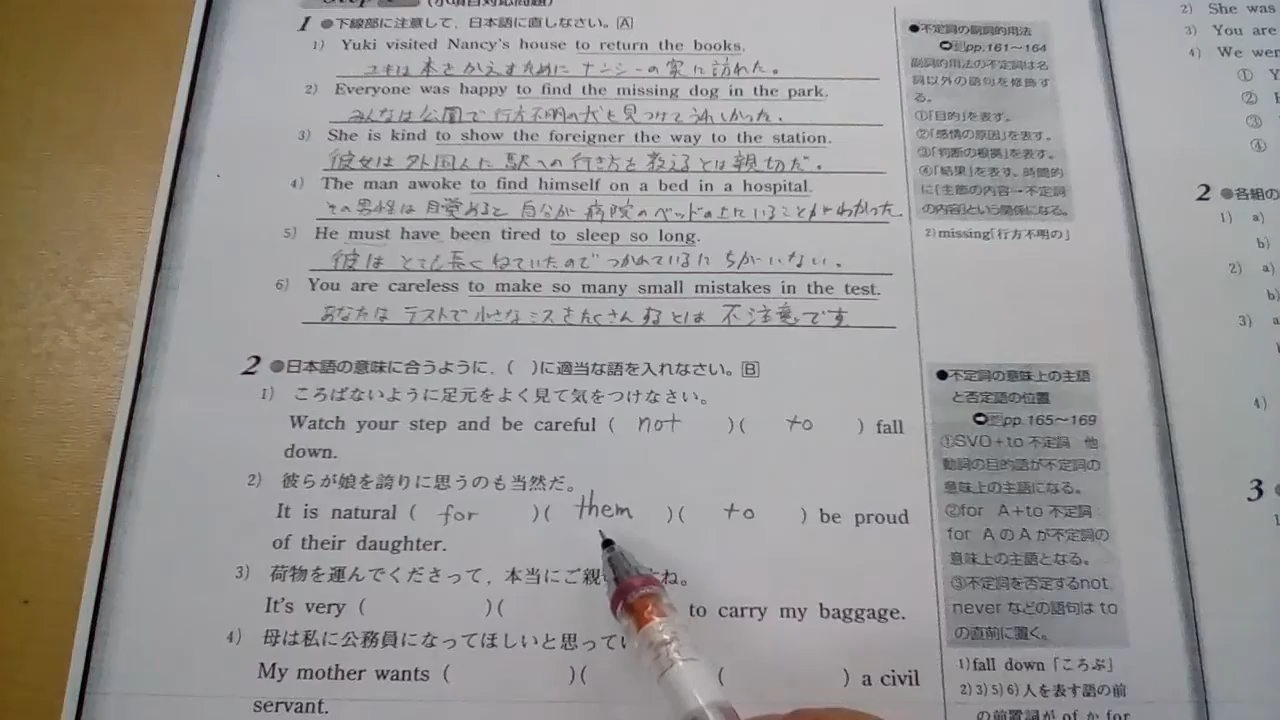 (小項目対応問題)
1 ●下線部に注意して，日本語に直しなさい。A
1) Yuki visited Nancy's house to return the books.
ユキは本をかえすために ナンシーの家に訪れた。
2) Everyone was happy to find the missing dog in the park.
みんなは公園で行方不明の犬を見つけてうれしかった。
3) She is kind to show the foreigner the way to the station.
彼女は外国人に駅への行き方を教えるとは親切だ。
4) The man awoke to find himself on a bed in a hospital.
その男性は目覚めると自分が病院のベッドの上にいることがわかった
5) He must have been tired to sleep so long.
彼はとても長くねていたのでつかれているにちがいない。
6) You are careless to make so many small mistakes in the test.
あなたはテストで小さなミスをたくさんするとは不注意です
2 ●日本語の意味に合うように，( )に適当な語を入れなさい。B
1) ころばないように足元をよく見て気をつけなさい。
Watch your step and be careful ( not )( to ) fall
down.
2) 彼らが娘を誇りに思うのも当然だ。
It is natural ( for )( them )( to ) be proud
of their daughter.
3) 荷物を運んでくださって，本当にご親 ね。
It's very ( )( to carry my baggage.
4) 母は私に公務員になってほしいと思って
My mother wants ( )( ( ) a civil
servant.
●不定詞の副詞的用法
pp.161～164
副詞的用法の不定詞は名
詞以外の語句を修飾す
る。
①「目的」を表す。
②「感情の原因」を表す。
③「判断の根拠」を表す。
④「結果」を表す。時間的
に〔主節の内容→不定詞
の内容〕という関係になる。
2) missing「行方不明の」
●不定詞の意味上の主語
と否定語の位置
pp.165～169
①SVO+to 不定詞 他
動詞の目的語が不定詞の
意味上の主語になる。
②for A+to 不定詞
for AのAが不定詞の
意味上の主語となる。
③不定詞を否定するnot,
neverなどの語句はto
の直前に置く。
1) fall down「ころぶ」
2) 3) 5) 6) 人を表す語の前
の前置詞が of か for
2) She was
3) You are
4) We wer
①
②
③
④
2 ●各組の
1) a)
b)
2) a)
b)
3) a
b
4)
3